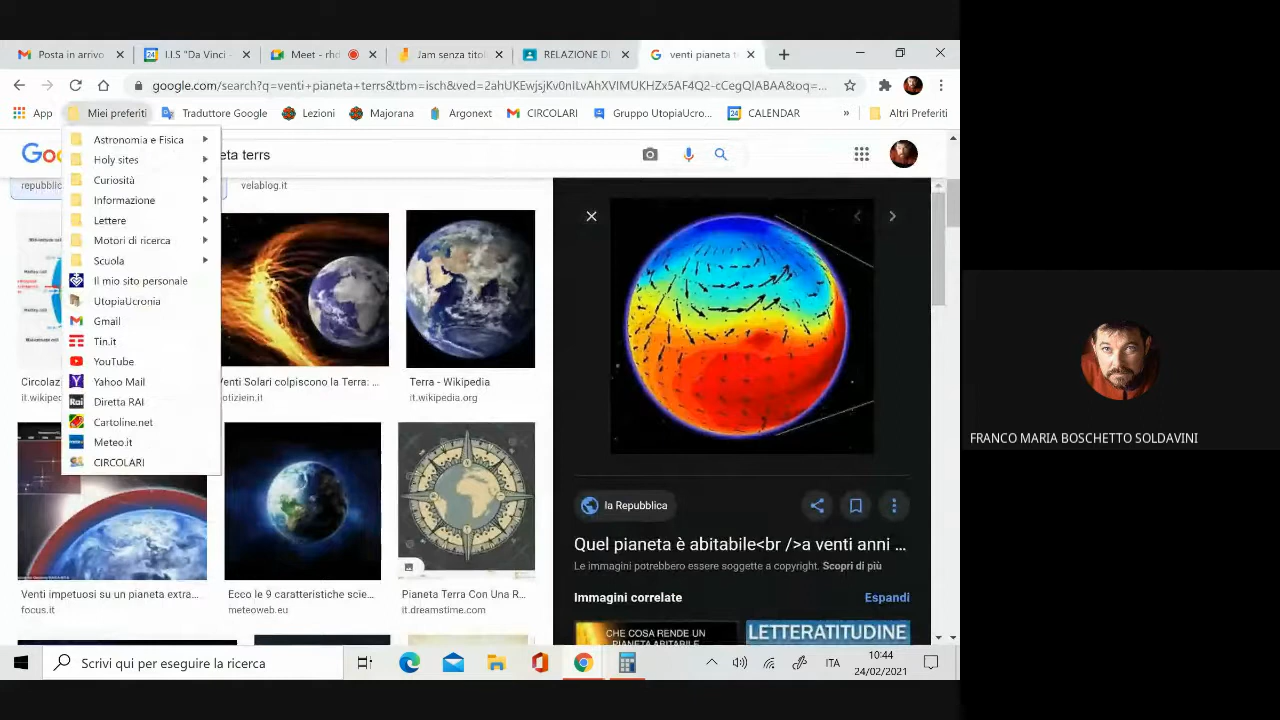 Posta in arrivo
I.I.S "Da Vinci -
Meet - rhd
Jam senza titol
RELAZIONE DI
venti pianeta t
google.com/search?q=venti+pianeta+terrs&tbm=isch&ved=2ahUKEwjsjKv0nILvAhXVIMUKHZx5AF4Q2-cCegQIABAA&oq=...
App
Miei preferiti
Traduttore Google
Lezioni
Majorana
Argonext
CIRCOLARI
Gruppo UtopiaUcro...
CALENDAR
»
Altri Preferiti
Astronomia e Fisica
Holy sites
Curiosità
Informazione
Lettere
Motori di ricerca
Scuola
Il mio sito personale
UtopiaUcronia
Gmail
Tin.it
YouTube
Yahoo Mail
Diretta RAI
Cartoline.net
Meteo.it
CIRCOLARI
Goo
eta terrs
repubblic
velablog.it
Circolaz
it.wikipe
Venti Solari colpiscono la Terra: ...
notiziein.it
Terra - Wikipedia
it.wikipedia.org
Venti impetuosi su un pianeta extra...
focus.it
Ecco le 9 caratteristiche scie...
meteoweb.eu
Pianeta Terra Con Una R...
it.dreamstime.com
la Repubblica
Quel pianeta è abitabile<br />a venti anni ...
Le immagini potrebbero essere soggette a copyright. Scopri di più
Immagini correlate
Espandi
CHE COSA RENDE UN
PIANETA ABITABILE
LETTERATITUDINE
Scrivi qui per eseguire la ricerca
ITA
10:44
24/02/2021
FRANCO MARIA BOSCHETTO SOLDAVINI